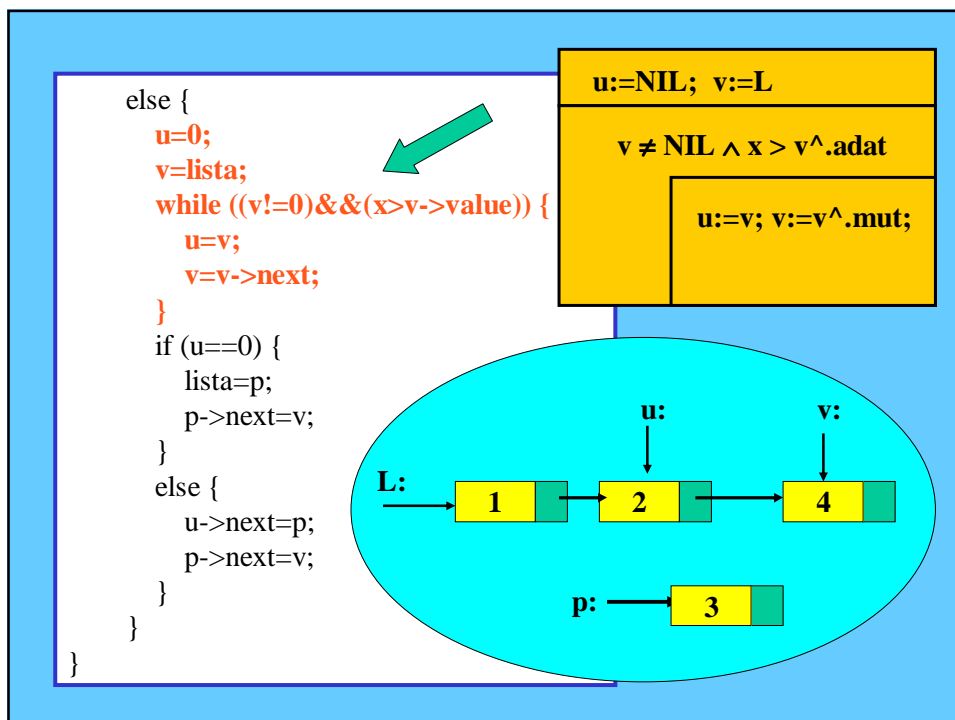 else {
u=0;
v=lista;
while ((v!=0)&&(x>v->value)) {
u=v;
v=v->next;
}
if (u==0) {
lista=p;
p->next=v;
}
else {
u->next=p;
p->next=v;
}
}
}
u:=NIL; v:=L
v ≠ NIL ∧ x > v^.adat
u:=v; v:=v^.mut;
u: v:
L: 1 2 4
p: 3